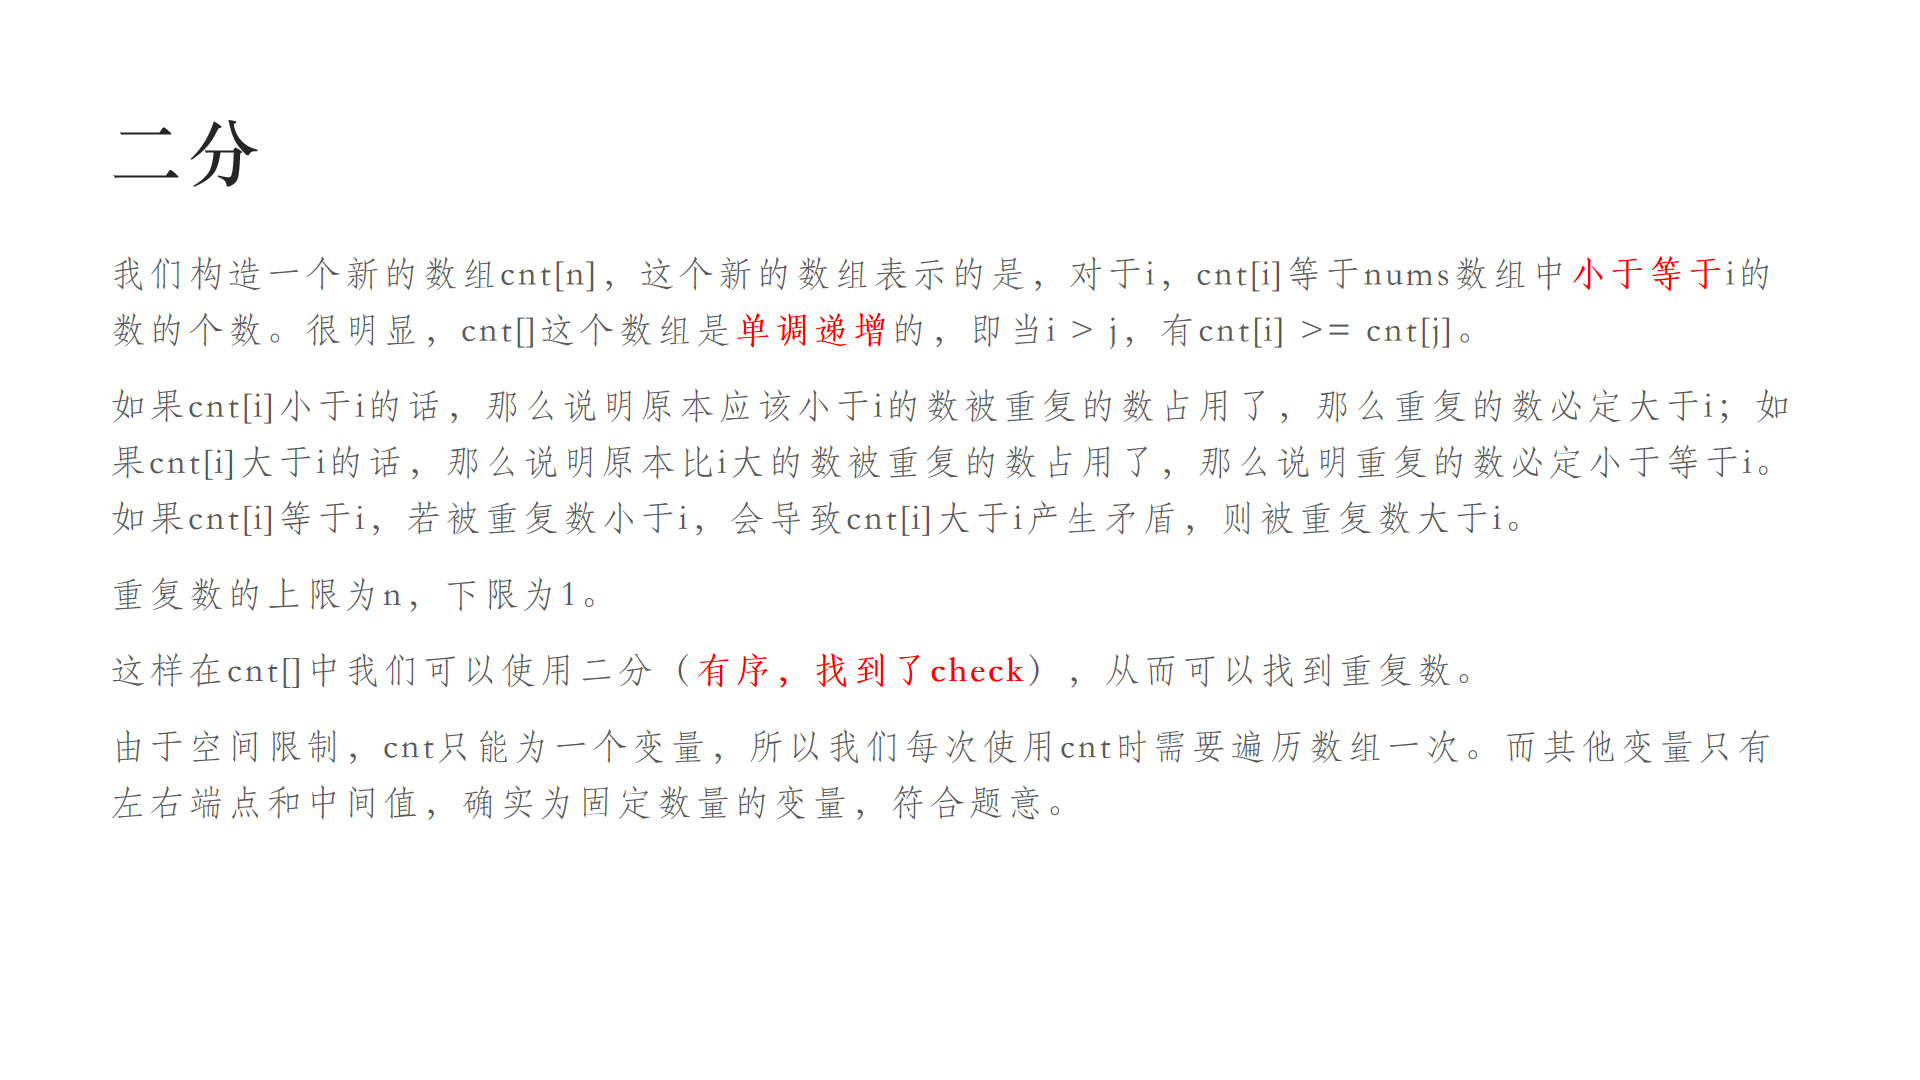 二分
我们构造一个新的数组cnt[n]，这个新的数组表示的是，对于i，cnt[i]等于nums数组中小于等于i的
数的个数。很明显，cnt[]这个数组是单调递增的，即当i > j，有cnt[i] >= cnt[j]。
如果cnt[i]小于i的话，那么说明原本应该小于i的数被重复的数占用了，那么重复的数必定大于i；如
果cnt[i]大于i的话，那么说明原本比i大的数被重复的数占用了，那么说明重复的数必定小于等于i。
如果cnt[i]等于i，若被重复数小于i，会导致cnt[i]大于i产生矛盾，则被重复数大于i。
重复数的上限为n，下限为1。
这样在cnt[]中我们可以使用二分（有序，找到了check），从而可以找到重复数。
由于空间限制，cnt只能为一个变量，所以我们每次使用cnt时需要遍历数组一次。而其他变量只有
左右端点和中间值，确实为固定数量的变量，符合题意。